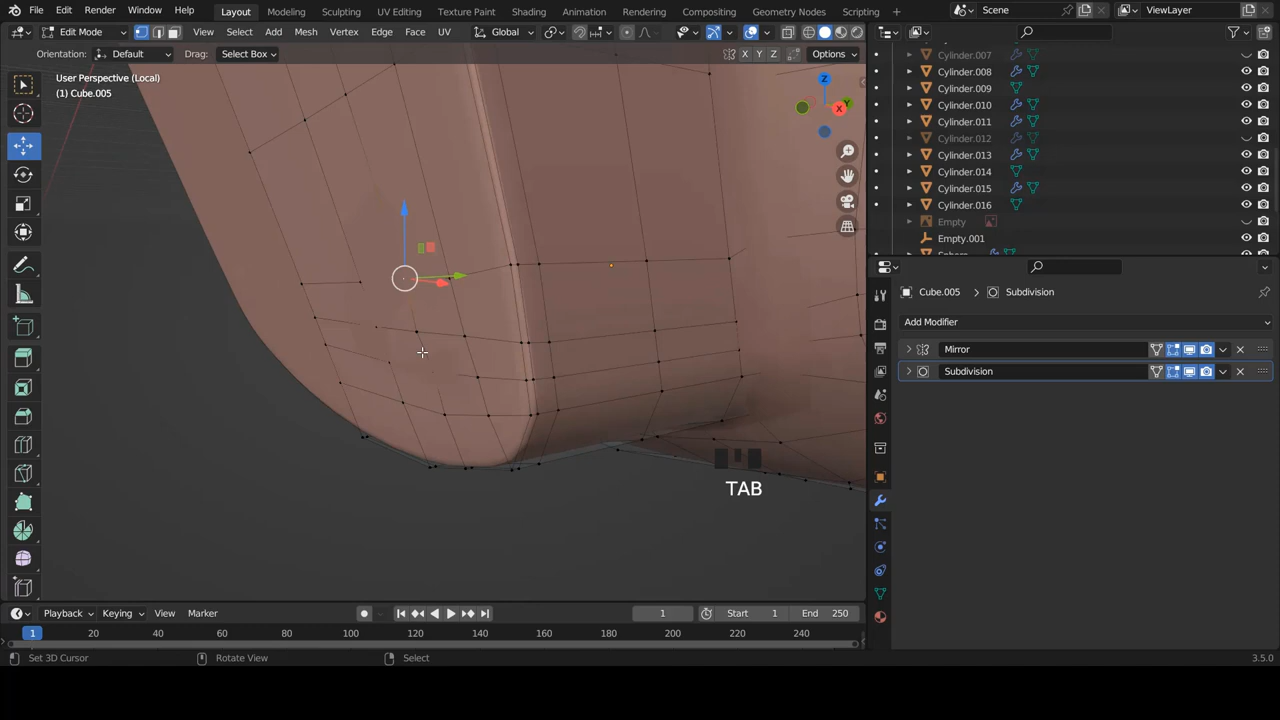 File Edit Render Window Help Layout Modeling Sculpting UV Editing Texture Paint Shading Animation Rendering Compositing Geometry Nodes Scripting + Scene ViewLayer
Edit Mode View Select Add Mesh Vertex Edge Face UV Global Options
Orientation: Default Drag: Select Box X Y Z
User Perspective (Local)
(1) Cube.005
Z
Y
X
TAB
Cylinder.007
Cylinder.008
Cylinder.009
Cylinder.010
Cylinder.011
Cylinder.012
Cylinder.013
Cylinder.014
Cylinder.015
Cylinder.016
Empty
Empty.001
Cube.005 > Subdivision
Add Modifier
Mirror
Subdivision
Playback Keying View Marker 1 Start 1 End 250
1 20 40 60 80 100 120 140 160 180 200 220 240
Set 3D Cursor Rotate View Select 3.5.0